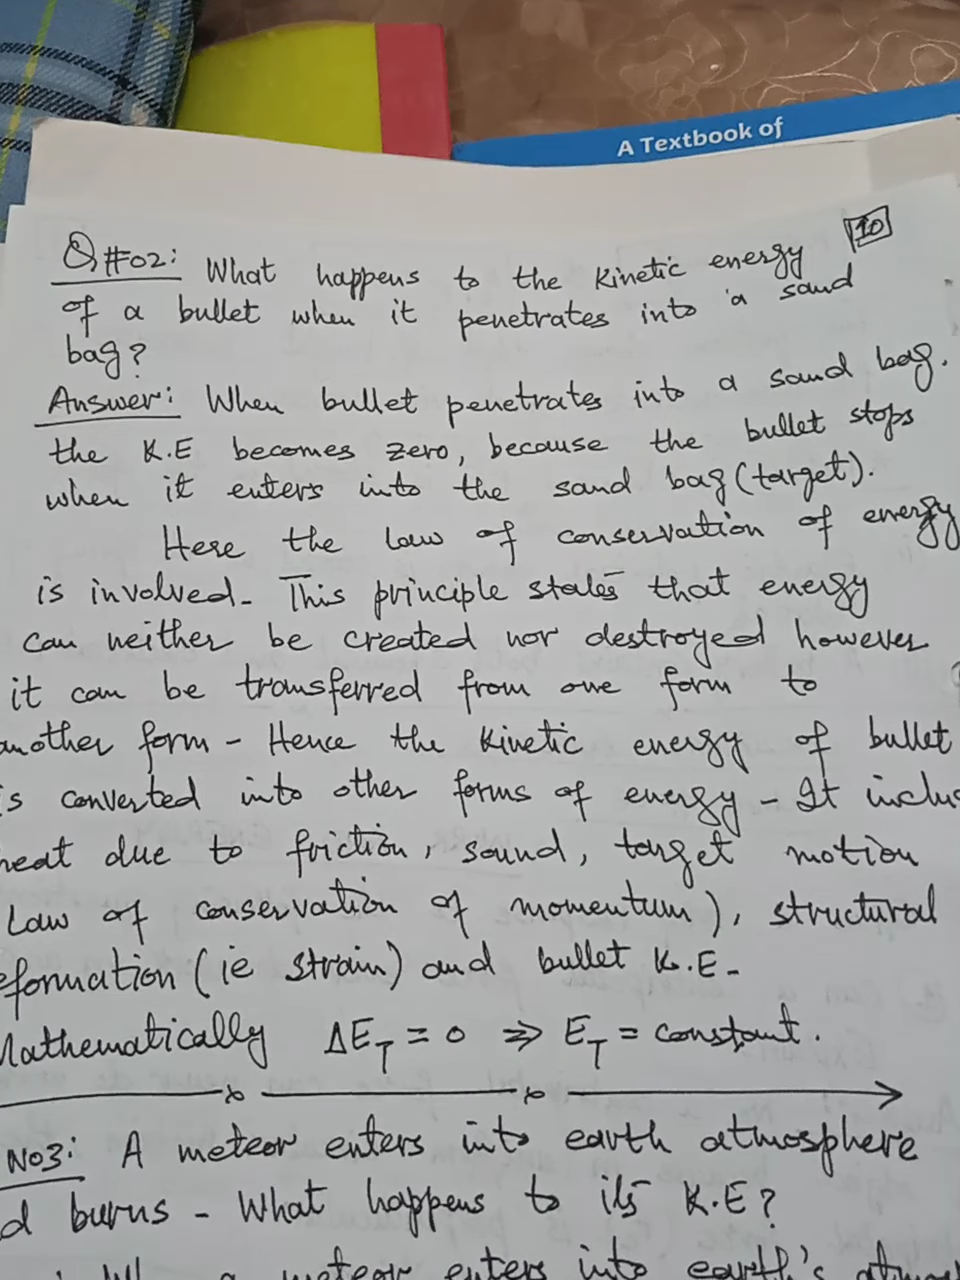 A Textbook of
10
Q#02: What happens to the kinetic energy
of a bullet when it penetrates into a sand
bag?
Answer: When bullet penetrates into a sand bag.
the K.E becomes zero, because the bullet stops
when it enters into the sand bag (target).
Here the law of conservation of energy
is involved. This principle states that energy
can neither be created nor destroyed however
it can be transferred from one form to
another form - Hence the kinetic energy of bullet
is converted into other forms of energy - It inclu
heat due to friction, sound, target motion
Law of conservation of momentum), structural
eformation (ie strain) and bullet K.E -
Mathematically ΔE_T = 0 ⇒ E_T = constant.
No3: A meteor enters into earth atmosphere
d burns - What happens to its K.E?
a meteor enters into earth's